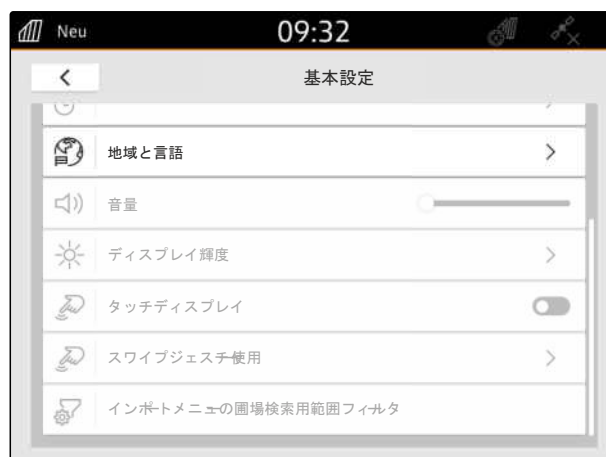 Neu
09:32
基本設定
地域と言語
音量
ディスプレイ輝度
タッチディスプレイ
スワイプジェスチ使用
インポートメニューの圃場検索用範囲フィルタ